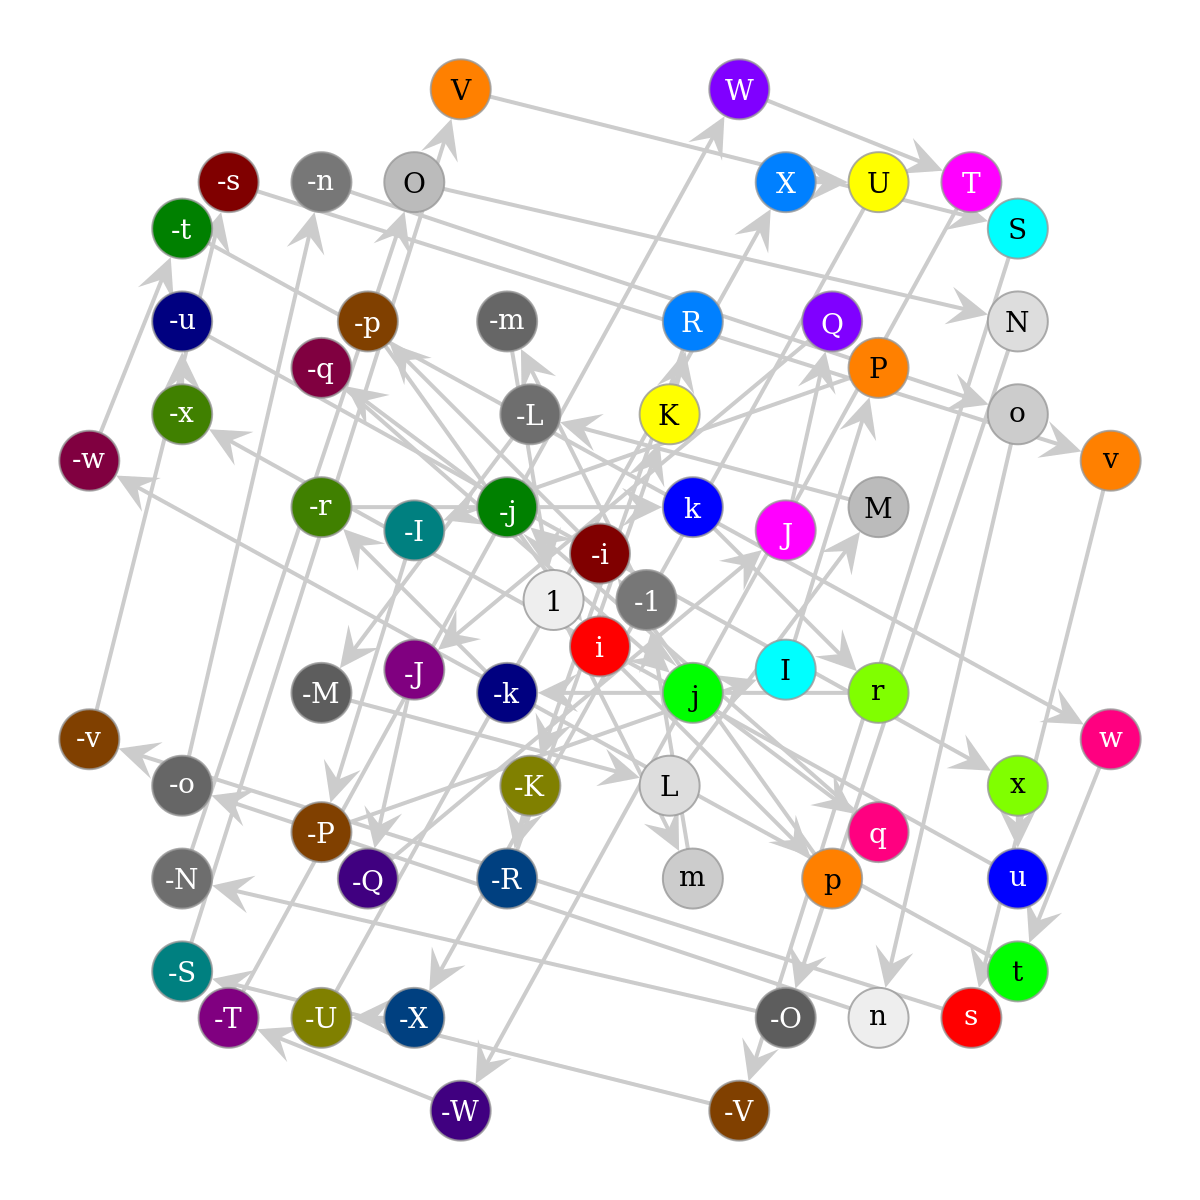 V W
-s -n O X U T
-t S
-u -p -m R Q N
-q P
-x -L K o
-w v
-r -j k M
-I J
-i
1 -1
i
-J I
-M -k j r
-v w
-o -K L x
-P q
-N -Q -R m p u
-S t
-T -U -X -O n s
-W -V